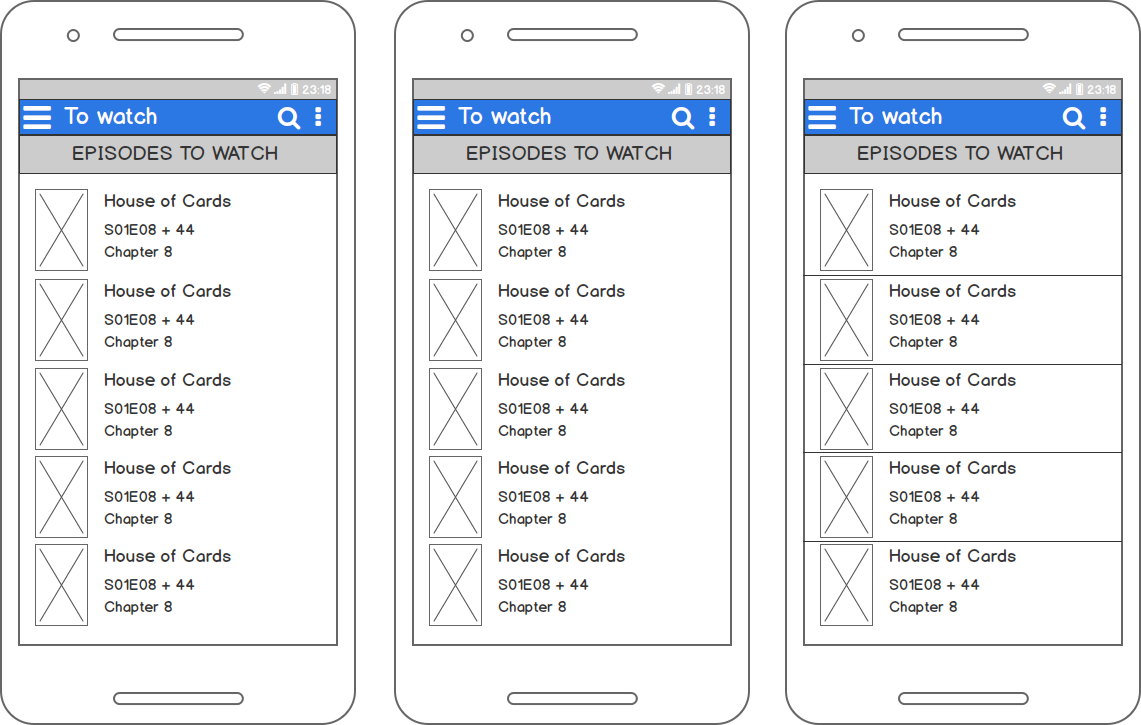 23:18
To watch
EPISODES TO WATCH
House of Cards
S01E08 + 44
Chapter 8
House of Cards
S01E08 + 44
Chapter 8
House of Cards
S01E08 + 44
Chapter 8
House of Cards
S01E08 + 44
Chapter 8
House of Cards
S01E08 + 44
Chapter 8
23:18
To watch
EPISODES TO WATCH
House of Cards
S01E08 + 44
Chapter 8
House of Cards
S01E08 + 44
Chapter 8
House of Cards
S01E08 + 44
Chapter 8
House of Cards
S01E08 + 44
Chapter 8
House of Cards
S01E08 + 44
Chapter 8
23:18
To watch
EPISODES TO WATCH
House of Cards
S01E08 + 44
Chapter 8
House of Cards
S01E08 + 44
Chapter 8
House of Cards
S01E08 + 44
Chapter 8
House of Cards
S01E08 + 44
Chapter 8
House of Cards
S01E08 + 44
Chapter 8